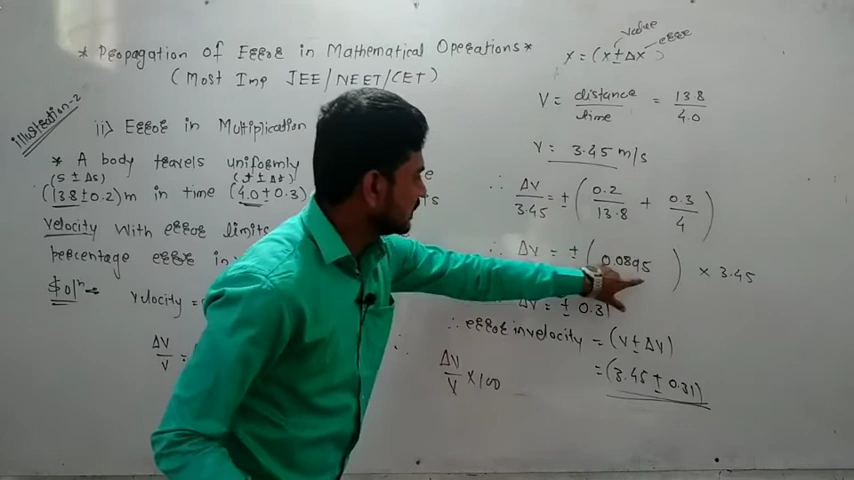 * Propagation of Error in Mathematical Operations *
(Most Imp JEE/NEET/CET)
Illustration-2
ii) Error in Multiplication
* A body travels uniformly
(S ± ΔS) (t ± Δt)
(13.8 ± 0.2) m in time (4.0 ± 0.3)
velocity with error limits
percentage error in
Solⁿ
velocity =
ΔV/V =
value
error
X = (x ± Δx)
V = distance/time = 13.8/4.0
V = 3.45 m/s
∴ ΔV/3.45 = ± (0.2/13.8 + 0.3/4)
∴ ΔV = ± (0.0895) × 3.45
ΔV = ± 0.31
∴ error in velocity = (V ± ΔV)
= (3.45 ± 0.31)
∴ ΔV/V × 100